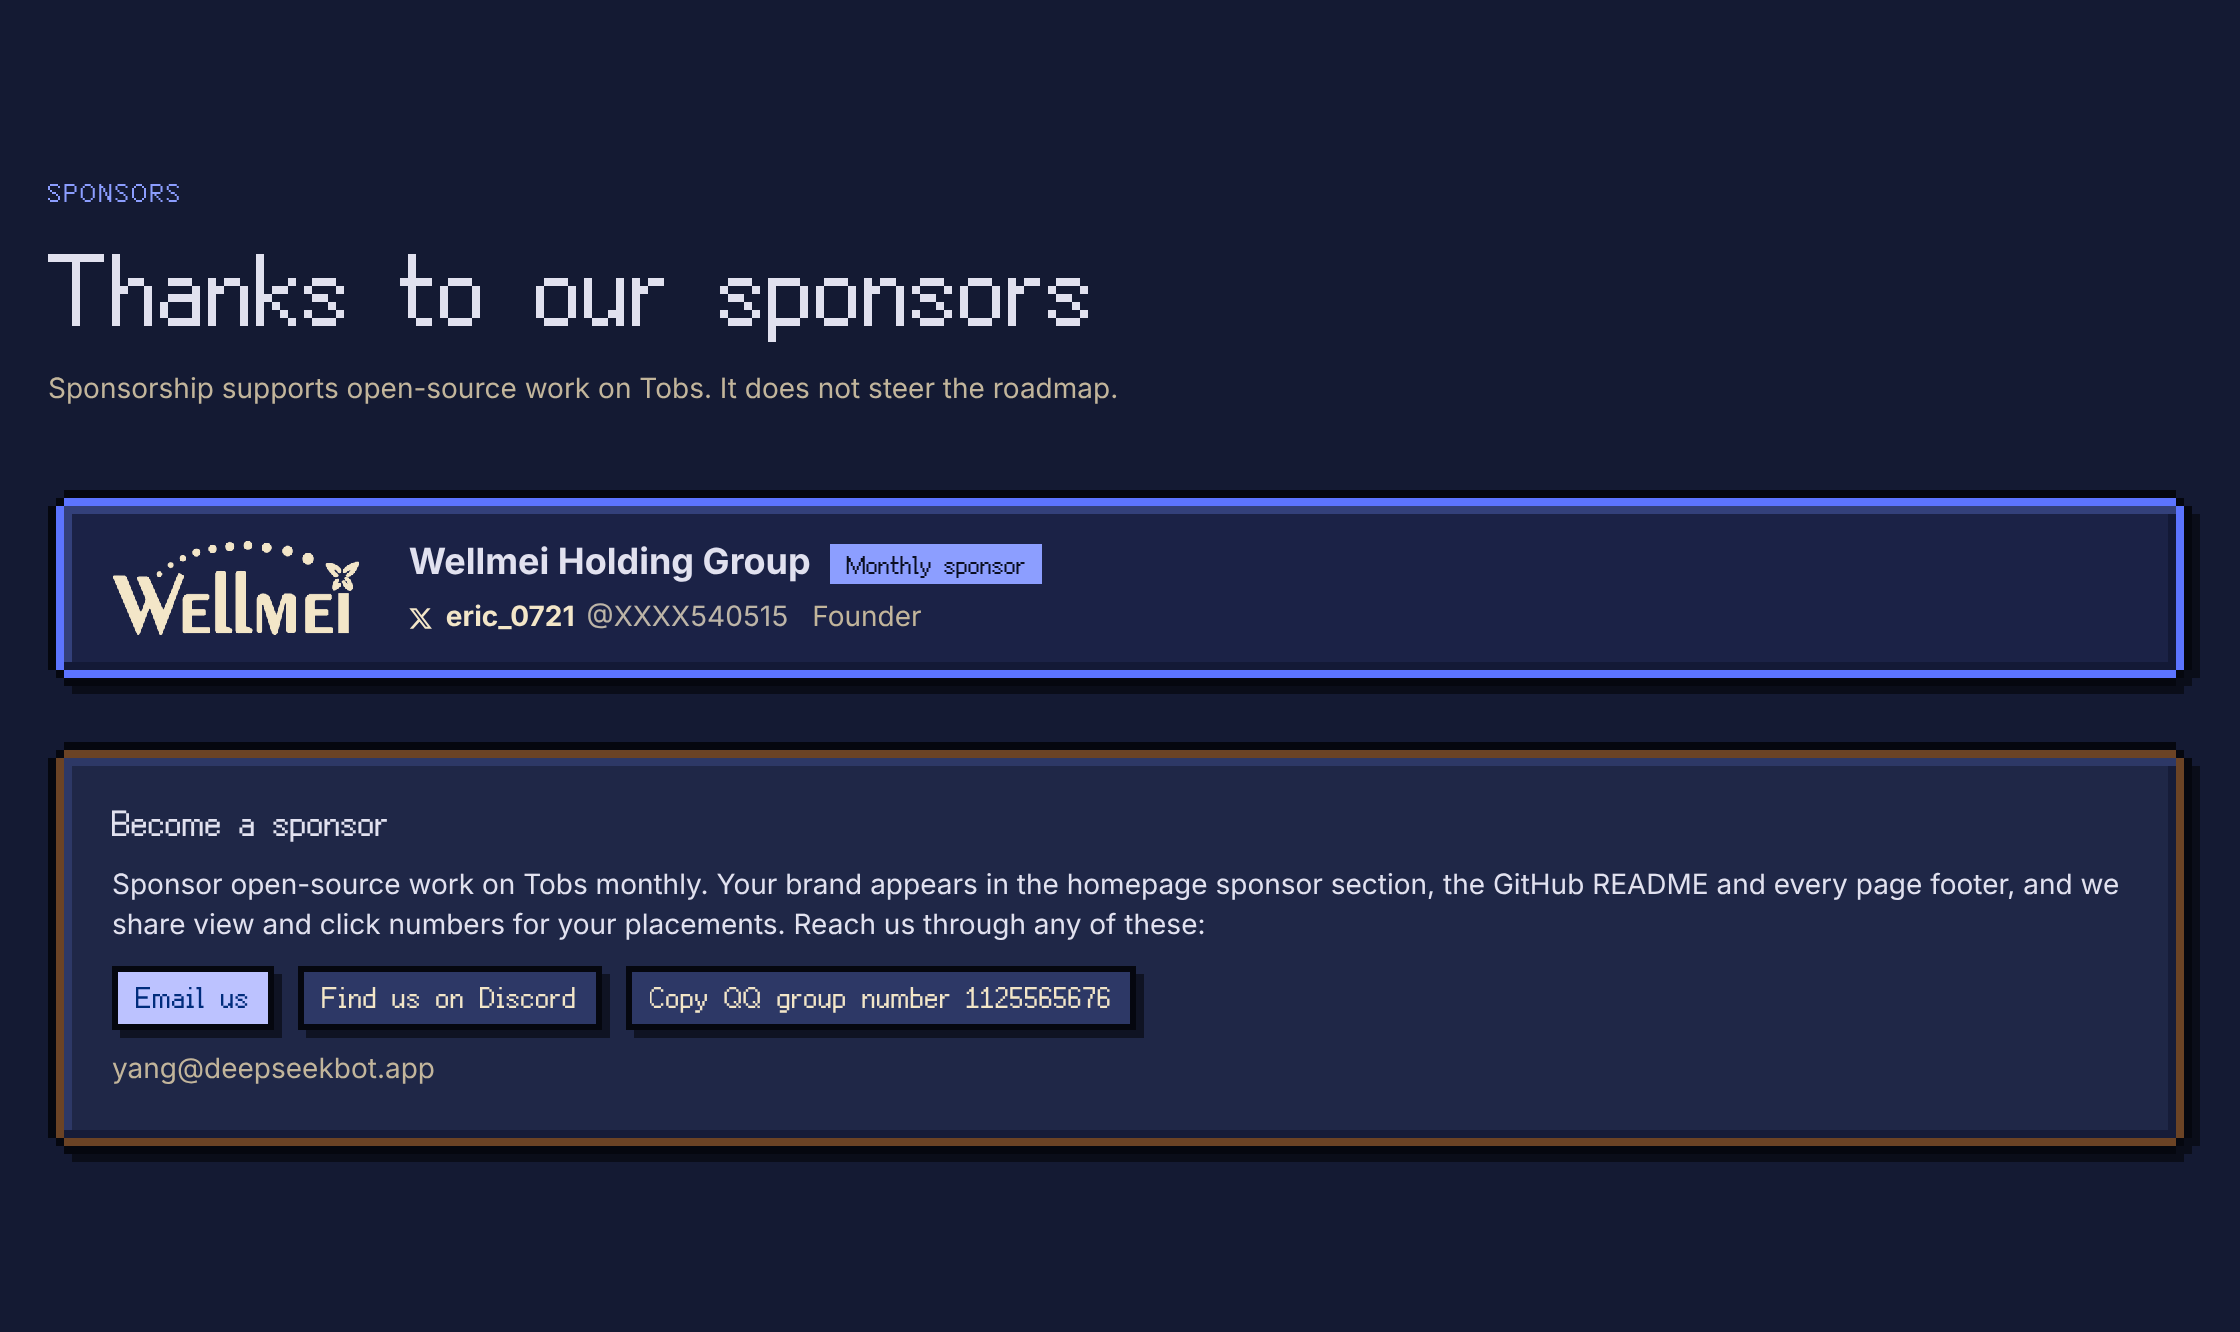 SPONSORS
Thanks to our sponsors
Sponsorship supports open-source work on Tobs. It does not steer the roadmap.
Wellmei
Wellmei Holding Group Monthly sponsor
eric_0721 @XXXX540515 Founder
Become a sponsor
Sponsor open-source work on Tobs monthly. Your brand appears in the homepage sponsor section, the GitHub README and every page footer, and we
share view and click numbers for your placements. Reach us through any of these:
Email us Find us on Discord Copy QQ group number 1125565676
yang@deepseekbot.app